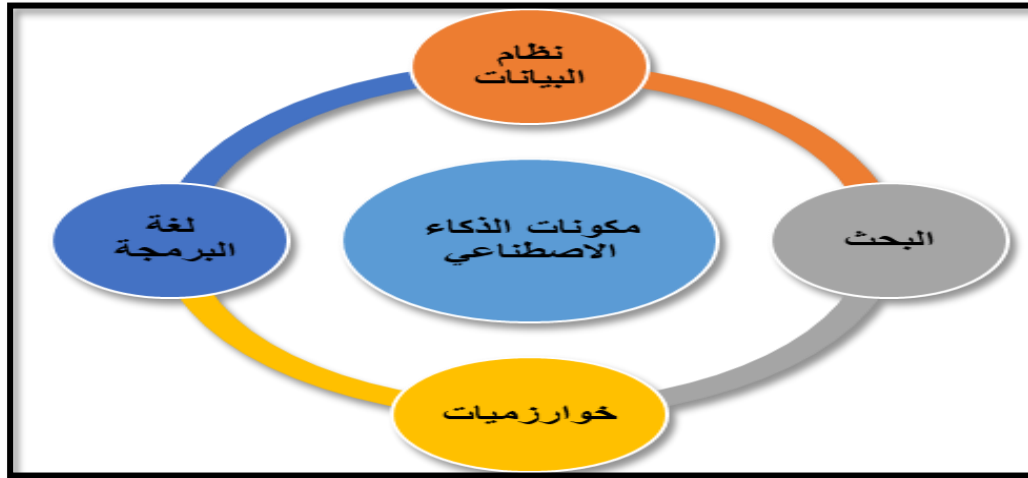 نظام
البيانات
مكونات الذكاء
الاصطناعي
البحث
لغة
البرمجة
خوارزميات